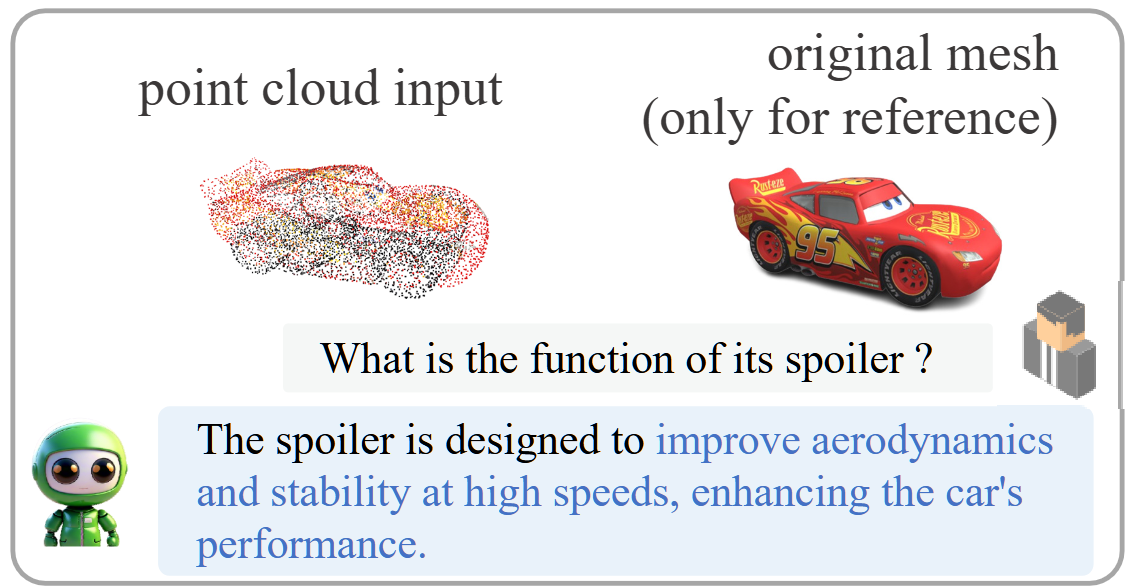 point cloud input
original mesh
(only for reference)
Rust-eze
95
Rust-eze
What is the function of its spoiler ?
The spoiler is designed to improve aerodynamics
and stability at high speeds, enhancing the car's
performance.